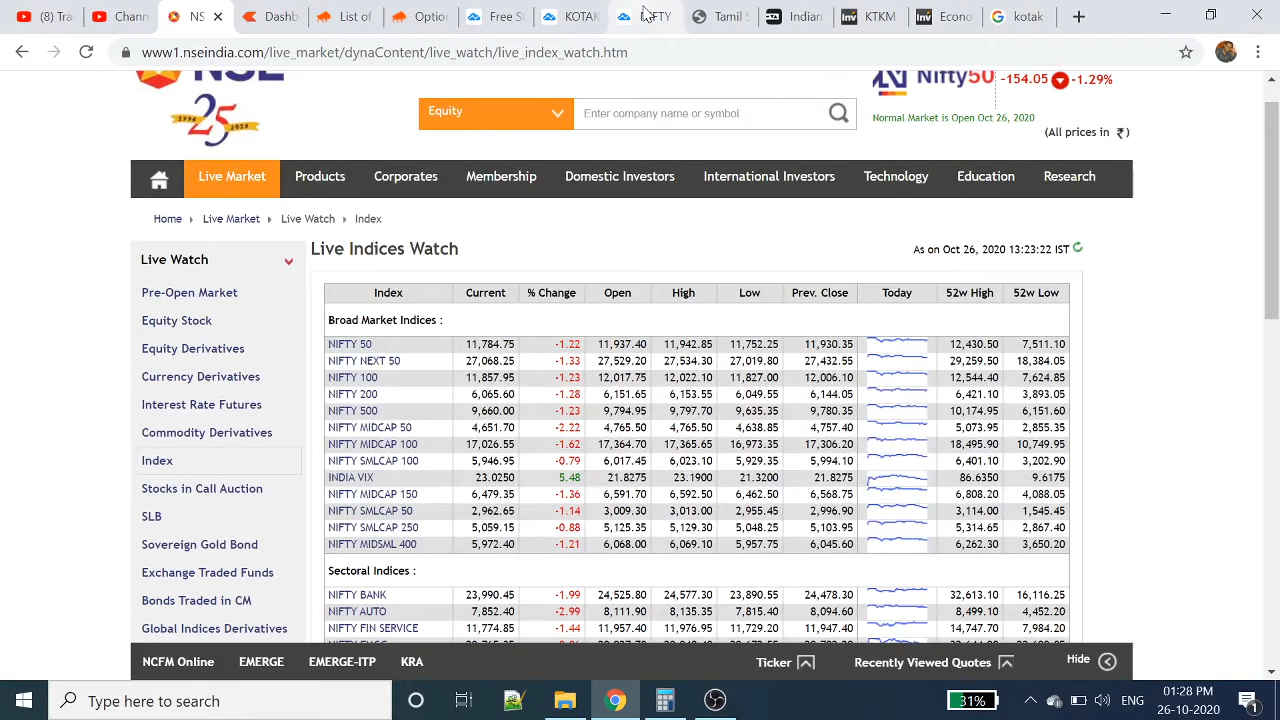 (3) Tra
Chann
NSE In
Dashb
List of
Option
Free S
KOTAK
NIFTY
Tamil S
Indian
KTKM
Econo
kotak
www1.nseindia.com/live_market/dynaContent/live_watch/live_index_watch.htm
NSE
25
Equity
Enter company name or symbol
Nifty50
-154.05 -1.29%
Normal Market is Open Oct 26, 2020
(All prices in ₹)
Live Market Products Corporates Membership Domestic Investors International Investors Technology Education Research
Home Live Market Live Watch Index
Live Watch
Pre-Open Market
Equity Stock
Equity Derivatives
Currency Derivatives
Interest Rate Futures
Commodity Derivatives
Index
Stocks in Call Auction
SLB
Sovereign Gold Bond
Exchange Traded Funds
Bonds Traded in CM
Global Indices Derivatives
Live Indices Watch
As on Oct 26, 2020 13:23:22 IST
Index Current % Change Open High Low Prev. Close Today 52w High 52w Low
Broad Market Indices :
NIFTY 50 11,784.75 -1.22 11,937.40 11,942.85 11,752.25 11,930.35 12,430.50 7,511.10
NIFTY NEXT 50 27,068.25 -1.33 27,529.20 27,534.30 27,019.80 27,432.55 29,259.50 18,384.05
NIFTY 100 11,857.95 -1.23 12,017.75 12,022.10 11,827.00 12,006.10 12,544.40 7,624.85
NIFTY 200 6,065.60 -1.28 6,151.65 6,153.55 6,049.55 6,144.05 6,421.10 3,893.05
NIFTY 500 9,660.00 -1.23 9,794.95 9,797.70 9,635.35 9,780.35 10,174.95 6,151.60
NIFTY MIDCAP 50 4,651.70 -2.22 4,765.50 4,765.50 4,638.85 4,757.40 5,073.95 2,855.35
NIFTY MIDCAP 100 17,026.55 -1.62 17,364.70 17,365.65 16,973.35 17,306.20 18,495.90 10,749.95
NIFTY SMLCAP 100 5,946.95 -0.79 6,017.45 6,023.10 5,929.35 5,994.10 6,401.10 3,202.90
INDIA VIX 23.0250 5.48 21.8275 23.1900 21.3200 21.8275 86.6350 9.6175
NIFTY MIDCAP 150 6,479.35 -1.36 6,591.70 6,592.50 6,462.50 6,568.75 6,808.20 4,088.05
NIFTY SMLCAP 50 2,962.65 -1.14 3,009.30 3,013.00 2,955.45 2,996.90 3,114.00 1,545.45
NIFTY SMLCAP 250 5,059.15 -0.88 5,125.35 5,129.30 5,048.25 5,103.95 5,314.65 2,867.40
NIFTY MIDSML 400 5,972.40 -1.21 6,068.00 6,069.10 5,957.75 6,045.60 6,262.30 3,650.20
Sectoral Indices :
NIFTY BANK 23,990.45 -1.99 24,525.80 24,577.30 23,930.90 24,478.30 32,613.10 16,116.25
NIFTY AUTO 7,852.40 -2.99 8,111.90 8,135.35 7,815.40 8,094.60 8,499.10 4,452.20
NIFTY FIN SERVICE 11,774.85 -1.44 11,957.40 11,976.95 11,729.20 11,947.40 14,747.70 7,984.20
NCFM Online EMERGE EMERGE-ITP KRA Ticker Recently Viewed Quotes Hide
Type here to search
31%
ENG
01:28 PM
26-10-2020
1